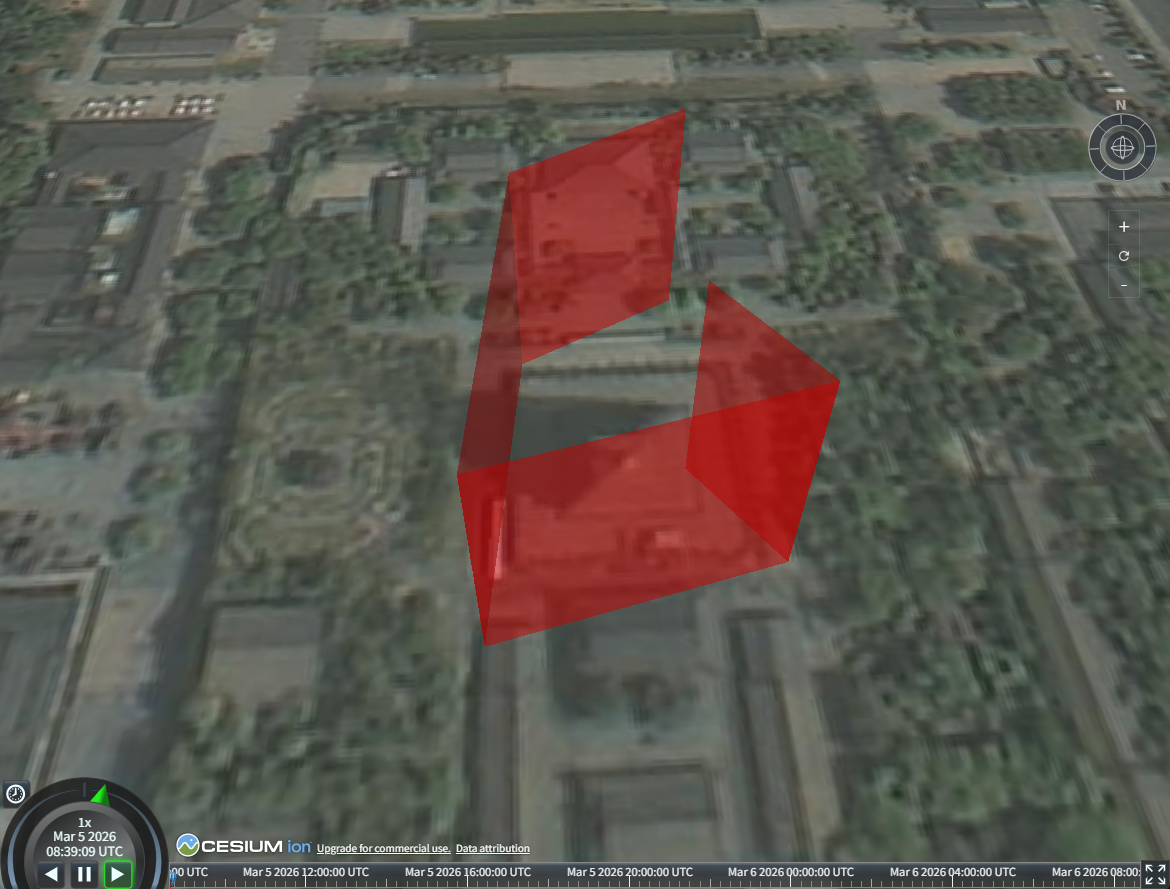 N
+
-
1x
Mar 5 2026
08:39:09 UTC
CESIUM ion Upgrade for commercial use. Data attribution
:00 UTC Mar 5 2026 12:00:00 UTC Mar 5 2026 16:00:00 UTC Mar 5 2026 20:00:00 UTC Mar 6 2026 00:00:00 UTC Mar 6 2026 04:00:00 UTC Mar 6 2026 08:00: